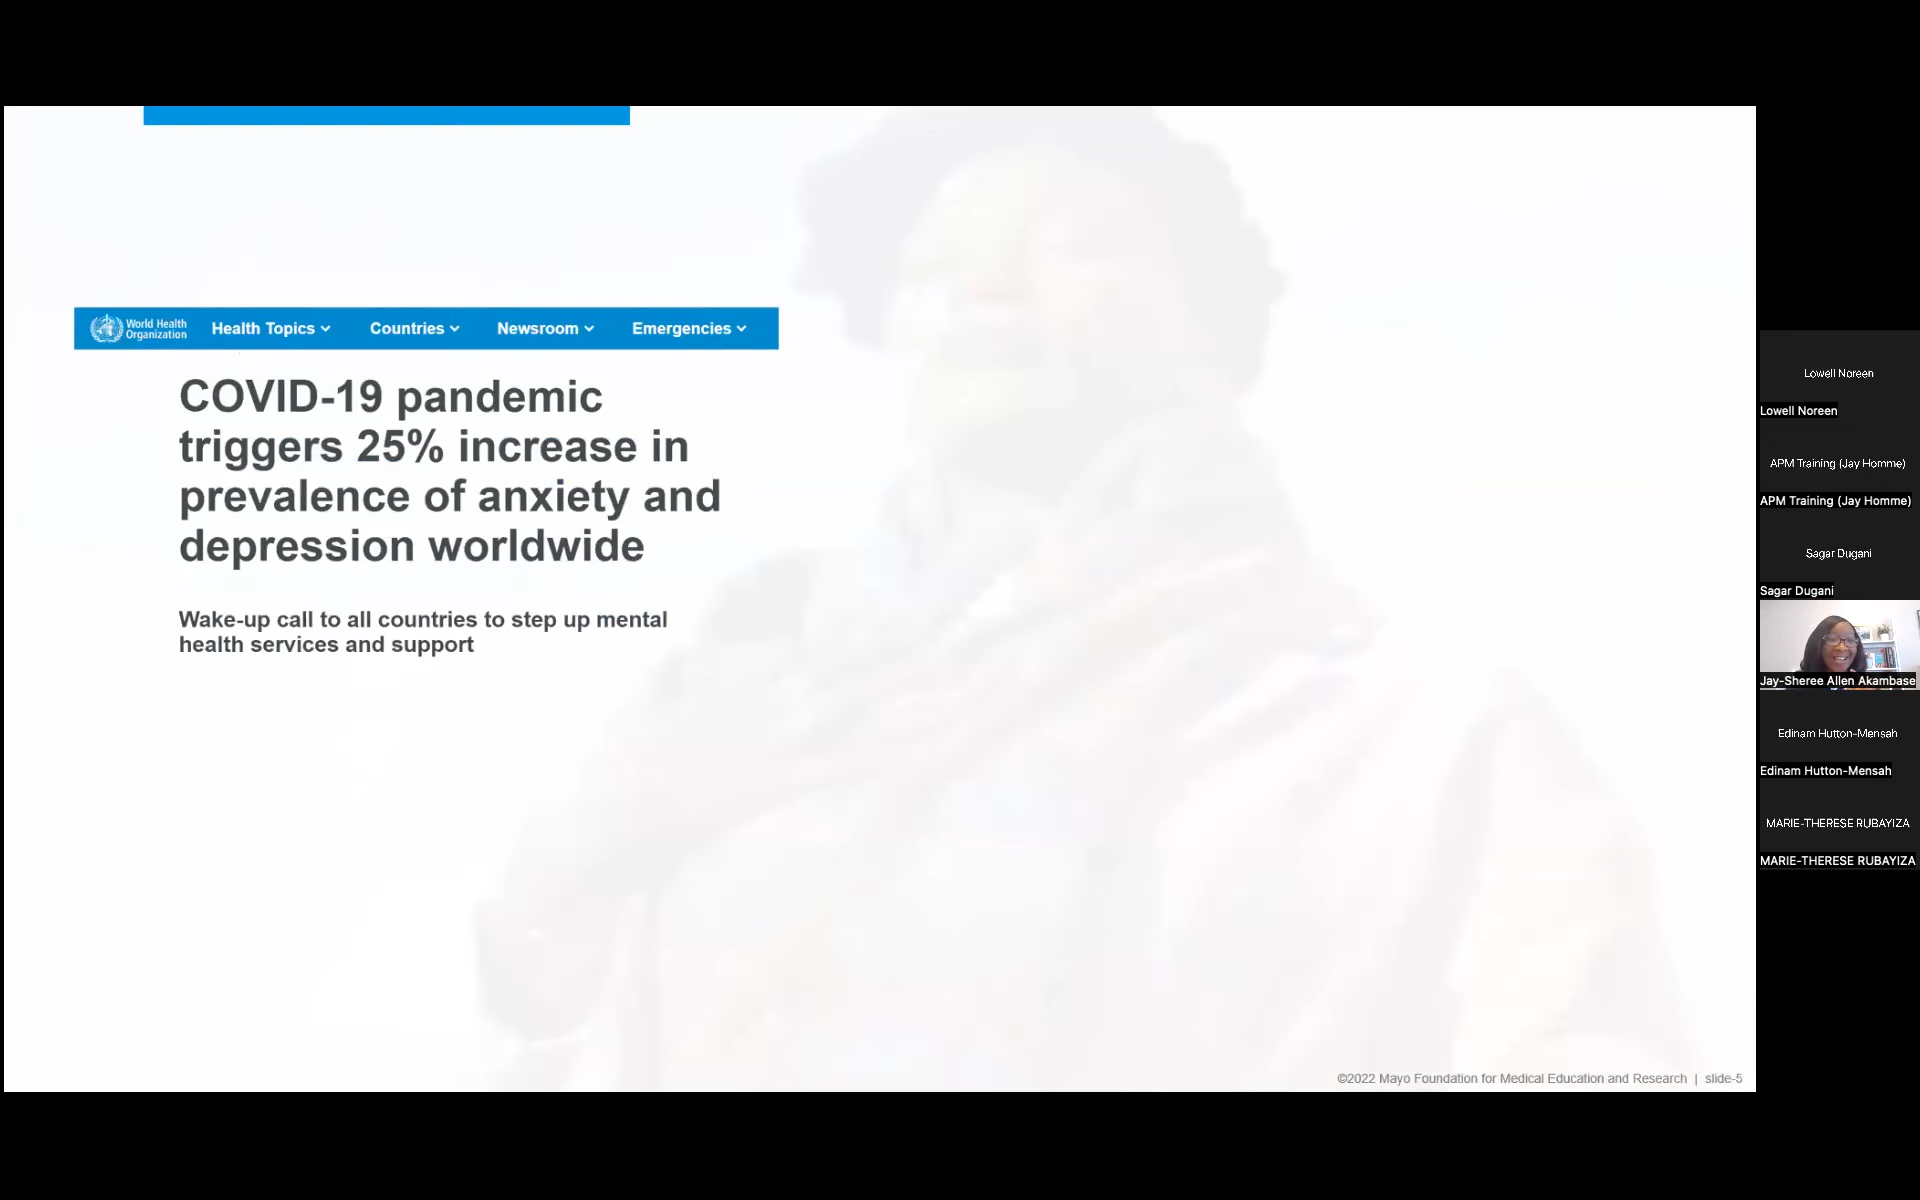 World Health
Organization
Health Topics
Countries
Newsroom
Emergencies
COVID-19 pandemic
triggers 25% increase in
prevalence of anxiety and
depression worldwide
Wake-up call to all countries to step up mental
health services and support
©2022 Mayo Foundation for Medical Education and Research | slide-5
Lowell Noreen
Lowell Noreen
APM Training (Jay Homme)
APM Training (Jay Homme)
Sagar Dugani
Sagar Dugani
Jay-Sheree Allen Akambase
Edinam Hutton-Mensah
Edinam Hutton-Mensah
MARIE-THERESE RUBAYIZA
MARIE-THERESE RUBAYIZA